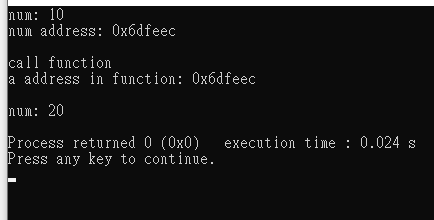 num: 10
num address: 0x6dfeec
call function
a address in function: 0x6dfeec
num: 20
Process returned 0 (0x0)   execution time : 0.024 s
Press any key to continue.